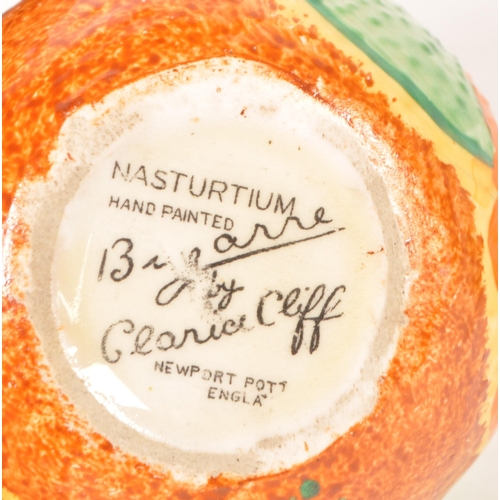 NASTURTIUM
HAND PAINTED
Bizarre
by
Clarice Cliff
NEWPORT POTT
ENGLA